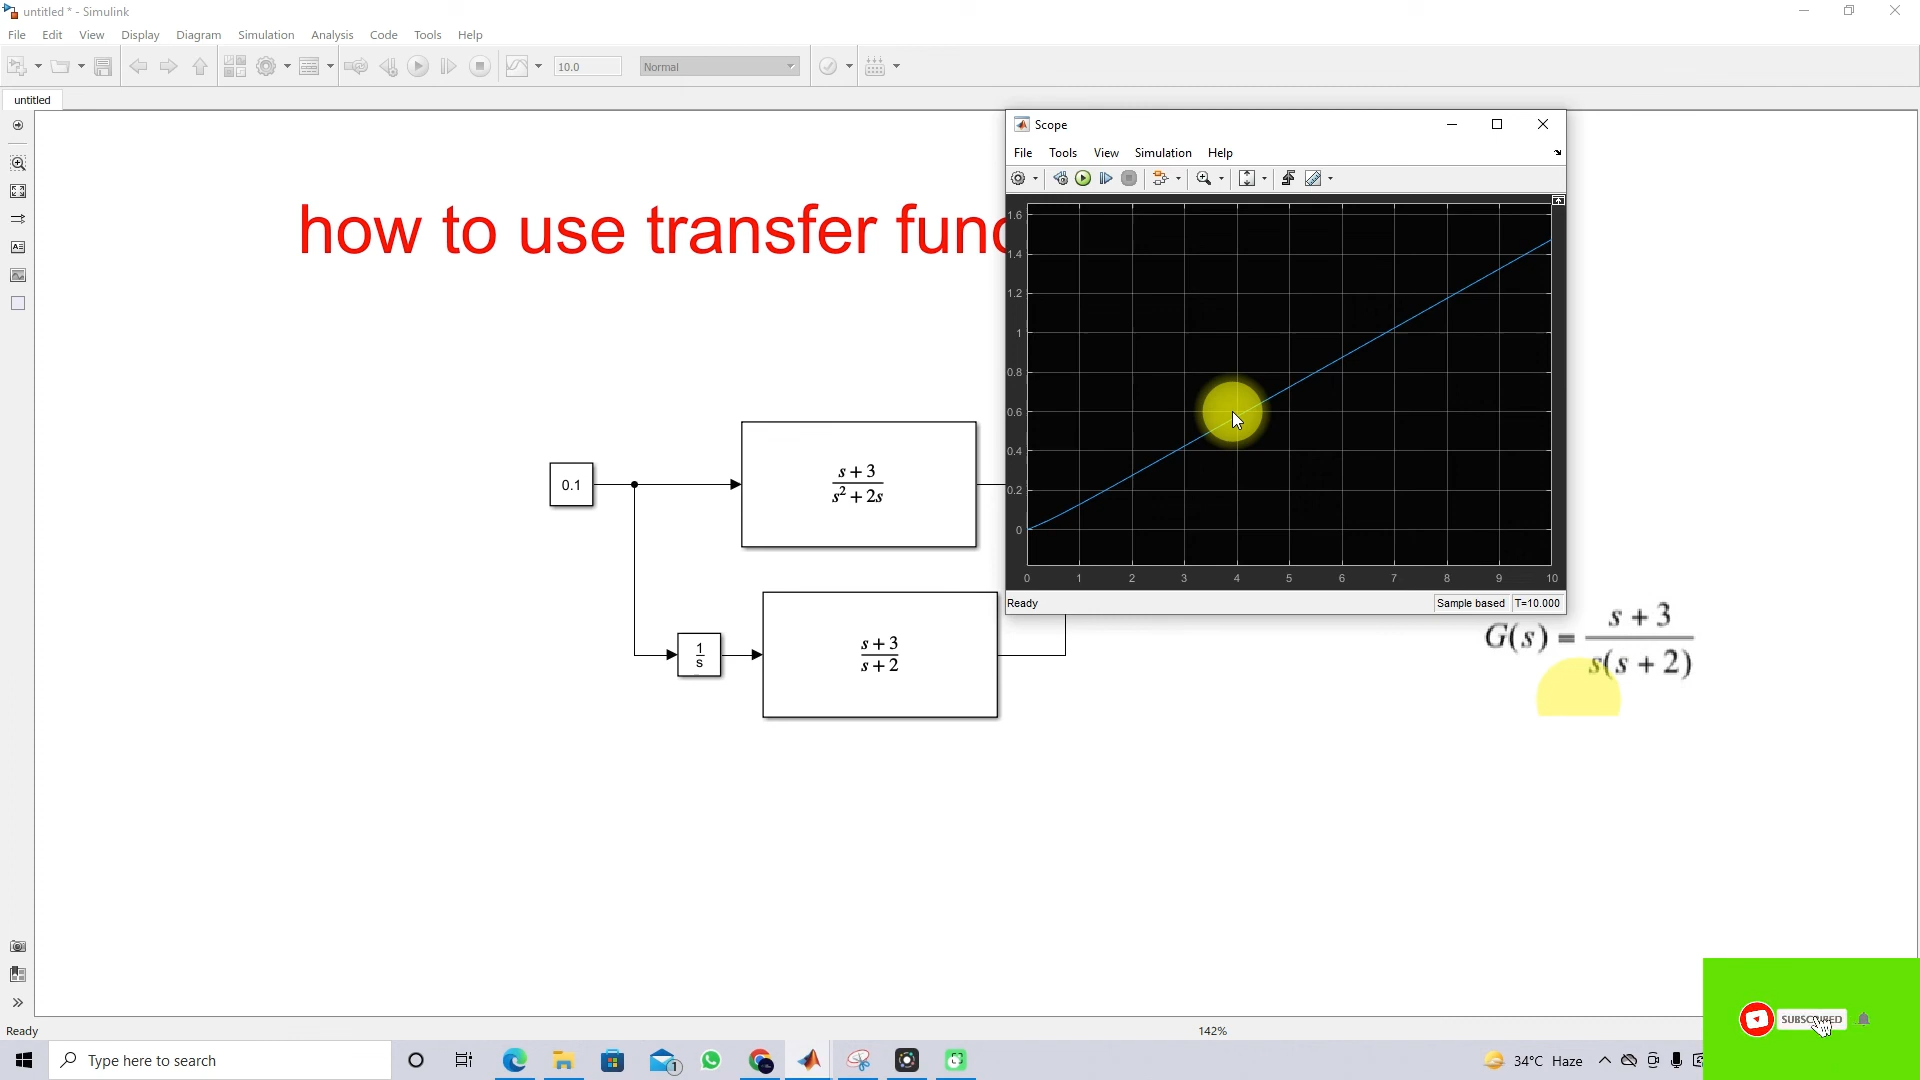 untitled * - Simulink
File Edit View Display Diagram Simulation Analysis Code Tools Help
10.0 Normal
untitled
Scope
File Tools View Simulation Help
how to use transfer func
1.6
1.4
1.2
1
0.8
0.6
0.4
0.2
0
0 1 2 3 4 5 6 7 8 9 10
Ready Sample based T=10.000
0.1
s+3
s²+2s
1
s
s+3
s+2
G(s) = s + 3
s(s + 2)
SUBSCRIBED
Ready 142%
Type here to search
1
34°C Haze